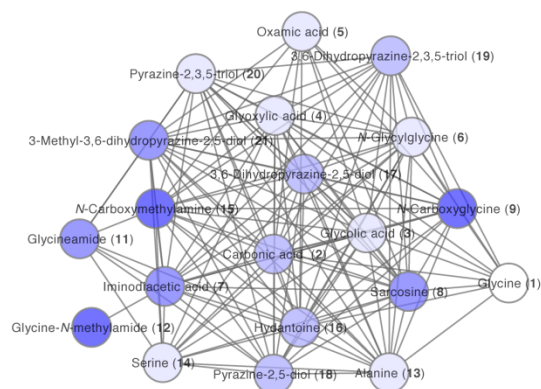 Oxamic acid (5)
3,6-Dihydropyrazine-2,3,5-triol (19)
Pyrazine-2,3,5-triol (20)
Glyoxylic acid (4)
N-Glycylglycine (6)
3-Methyl-3,6-dihydropyrazine-2,5-diol (21)
3,6-Dihydropyrazine-2,5-diol (17)
N-Carboxymethylamine (15)
N-Carboxyglycine (9)
Glycolic acid (3)
Glycineamide (11)
Carbonic acid (2)
Glycine (1)
Iminodiacetic acid (7)
Sarcosine (8)
Glycine-N-methylamide (12)
Hydantoine (16)
Serine (14)
Pyrazine-2,5-diol (18)
Alanine (13)